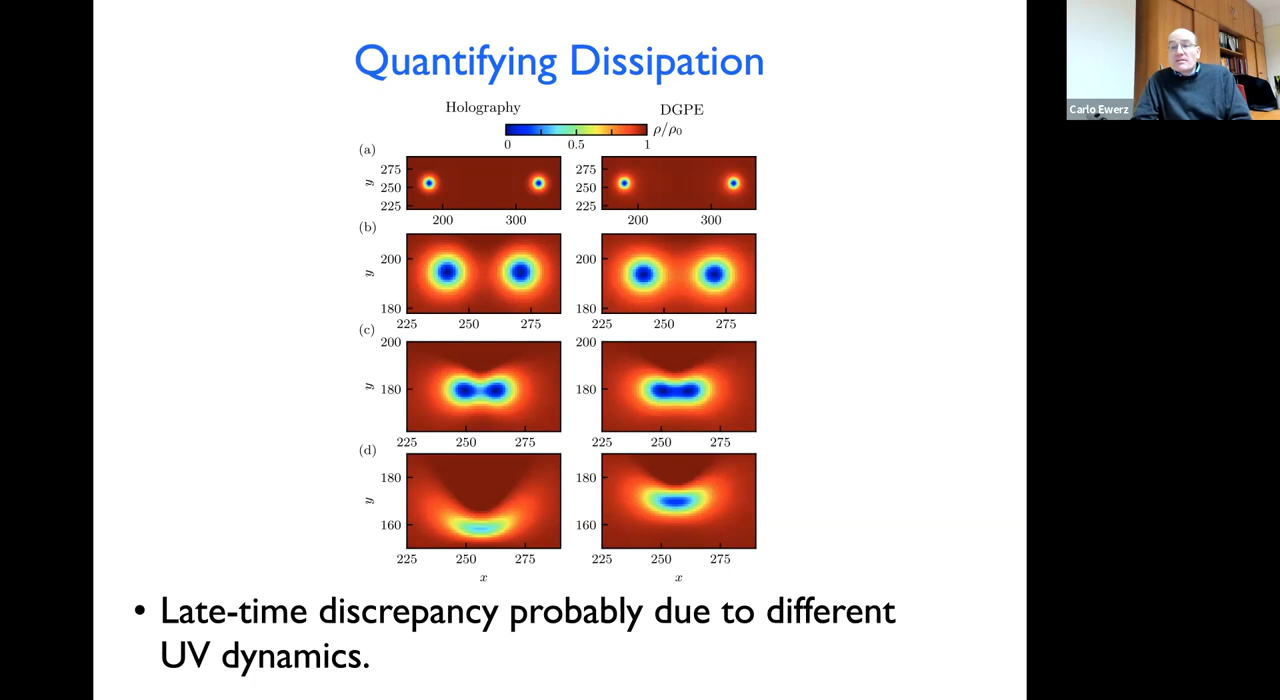 Quantifying Dissipation
Holography
DGPE
ρ/ρ₀
0 0.5 1
(a)
275 275
y 250 250
225 225
200 300 200 300
(b)
200 200
y
180 180
225 250 275 225 250 275
(c)
200 200
y 180 180
225 250 275 225 250 275
(d)
180 180
y
160 160
225 250 275 225 250 275
x x
• Late-time discrepancy probably due to different
UV dynamics.
Carlo Ewerz